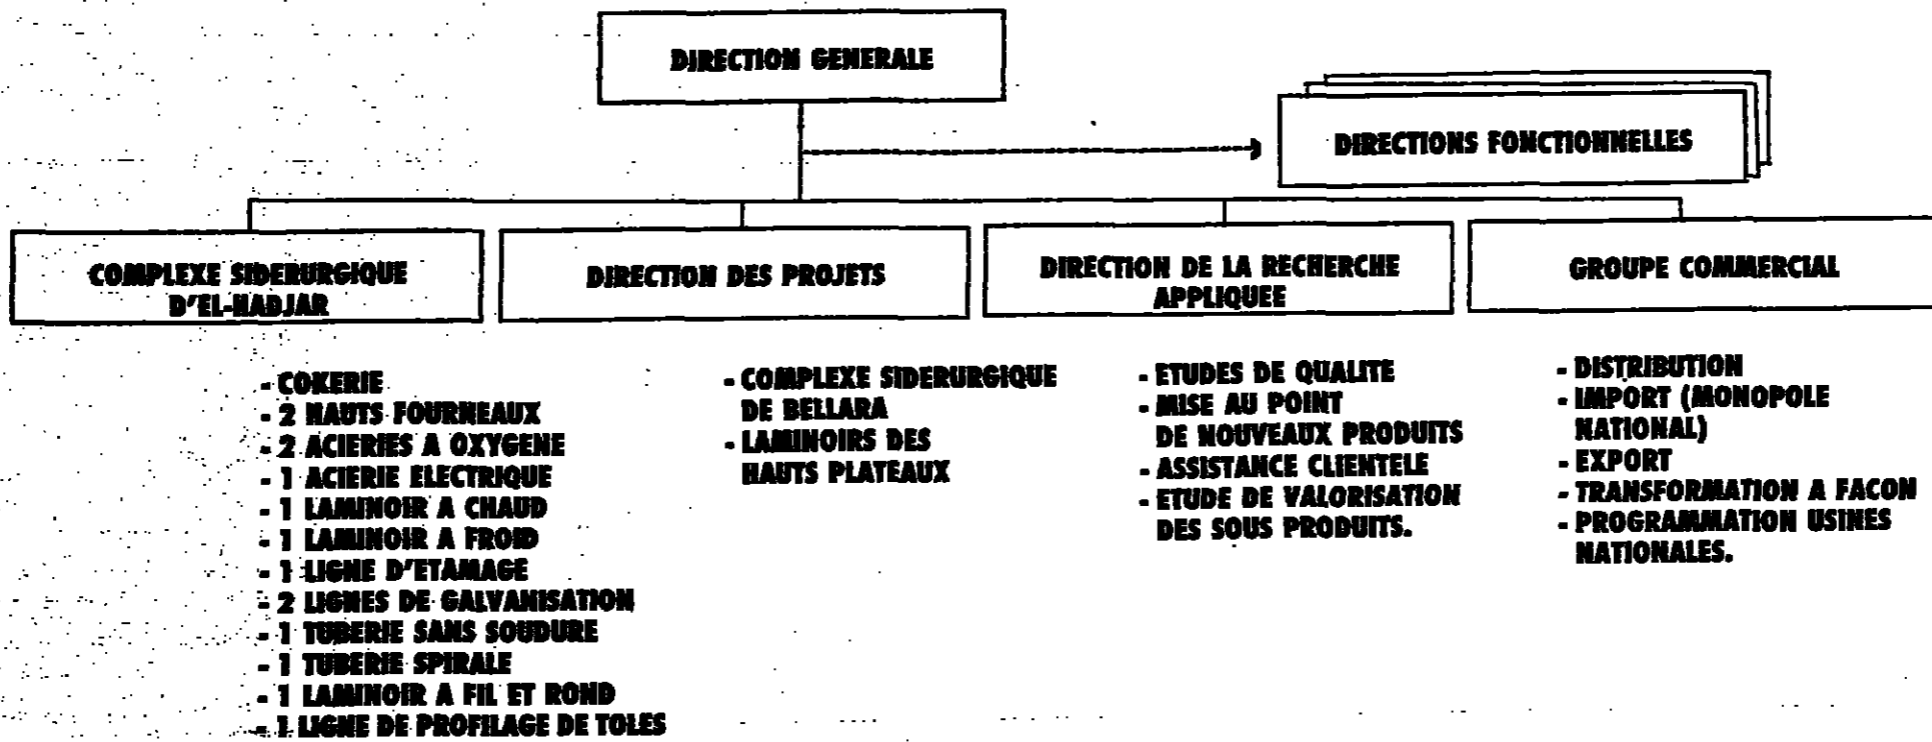 DIRECTION GENERALE
DIRECTIONS FONCTIONNELLES
COMPLEXE SIDERURGIQUE
D'EL-HADJAR
DIRECTION DES PROJETS
DIRECTION DE LA RECHERCHE
APPLIQUEE
GROUPE COMMERCIAL
- COKERIE
- 2 HAUTS FOURNEAUX
- 2 ACIERIES A OXYGENE
- 1 ACIERIE ELECTRIQUE
- 1 LAMINOIR A CHAUD
- 1 LAMINOIR A FROID
- 1 LIGNE D'ETAMAGE
- 2 LIGNES DE GALVANISATION
- 1 TUBERIE SANS SOUDURE
- 1 TUBERIE SPIRALE
- 1 LAMINOIR A FIL ET ROND
- 1 LIGNE DE PROFILAGE DE TOLES
- COMPLEXE SIDERURGIQUE
DE BELLARA
- LAMINOIRS DES
HAUTS PLATEAUX
- ETUDES DE QUALITE
- MISE AU POINT
DE NOUVEAUX PRODUITS
- ASSISTANCE CLIENTELE
- ETUDE DE VALORISATION
DES SOUS PRODUITS.
- DISTRIBUTION
- IMPORT (MONOPOLE
NATIONAL)
- EXPORT
- TRANSFORMATION A FACON
- PROGRAMMATION USINES
NATIONALES.